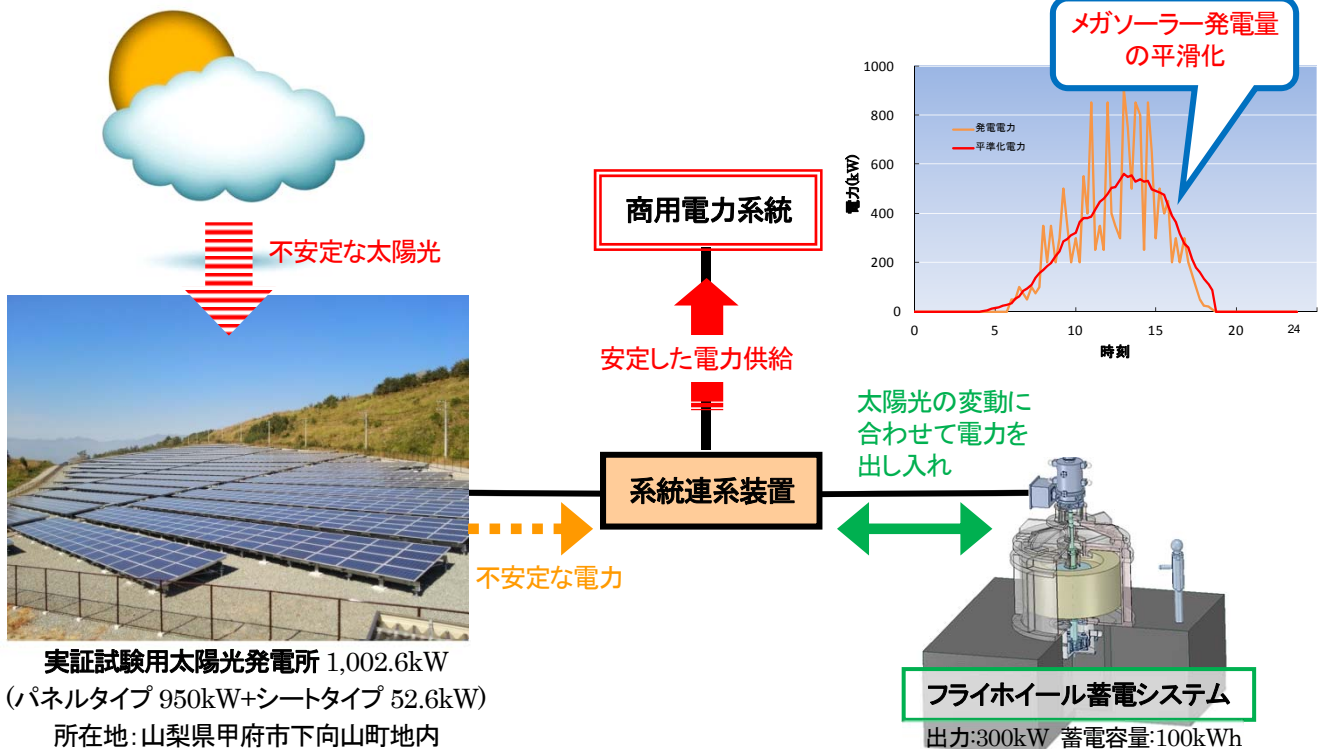 メガソーラー発電量
の平滑化
1000
800
600
400
200
0
電力(kW)
発電電力
平準化電力
0
5
10
15
20
24
時刻
不安定な太陽光
商用電力系統
安定した電力供給
太陽光の変動に
合わせて電力を
出し入れ
系統連系装置
不安定な電力
実証試験用太陽光発電所 1,002.6kW
(パネルタイプ 950kW+シートタイプ 52.6kW)
所在地:山梨県甲府市下向山町地内
フライホイール蓄電システム
出力:300kW 蓄電容量:100kWh